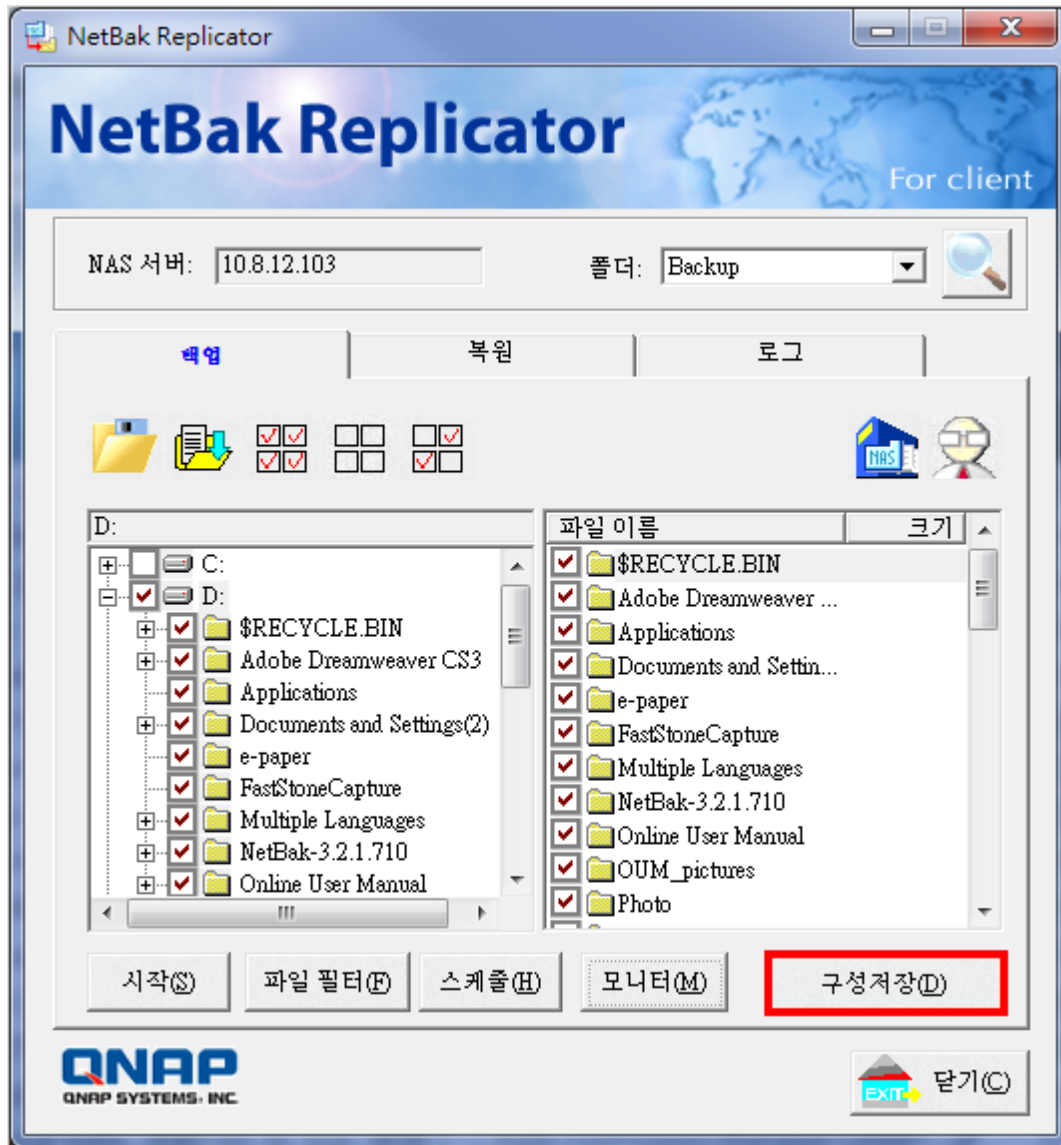 NetBak Replicator
NetBak Replicator
For client
NAS 서버: 10.8.12.103 폴더: Backup
백업 복원 로그
NAS
D:
C:
D:
$RECYCLE.BIN
Adobe Dreamweaver CS3
Applications
Documents and Settings(2)
e-paper
FastStoneCapture
Multiple Languages
NetBak-3.2.1.710
Online User Manual
파일 이름 크기
$RECYCLE.BIN
Adobe Dreamweaver ...
Applications
Documents and Settin...
e-paper
FastStoneCapture
Multiple Languages
NetBak-3.2.1.710
Online User Manual
OUM_pictures
Photo
시작(S) 파일 필터(F) 스케줄(H) 모니터(M) 구성저장(D)
QNAP
QNAP SYSTEMS, INC.
EXIT 닫기(C)